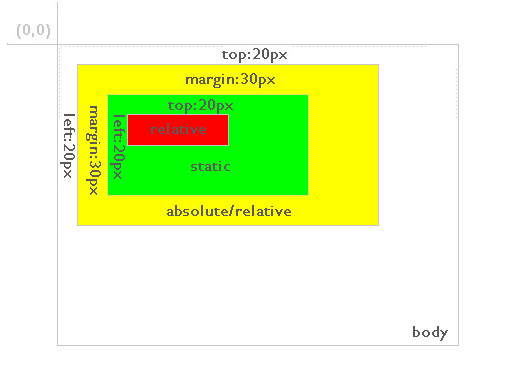 (0,0)
top:20px
margin:30px
top:20px
left:20px
margin:30px
left:20px
relative
static
absolute/relative
body